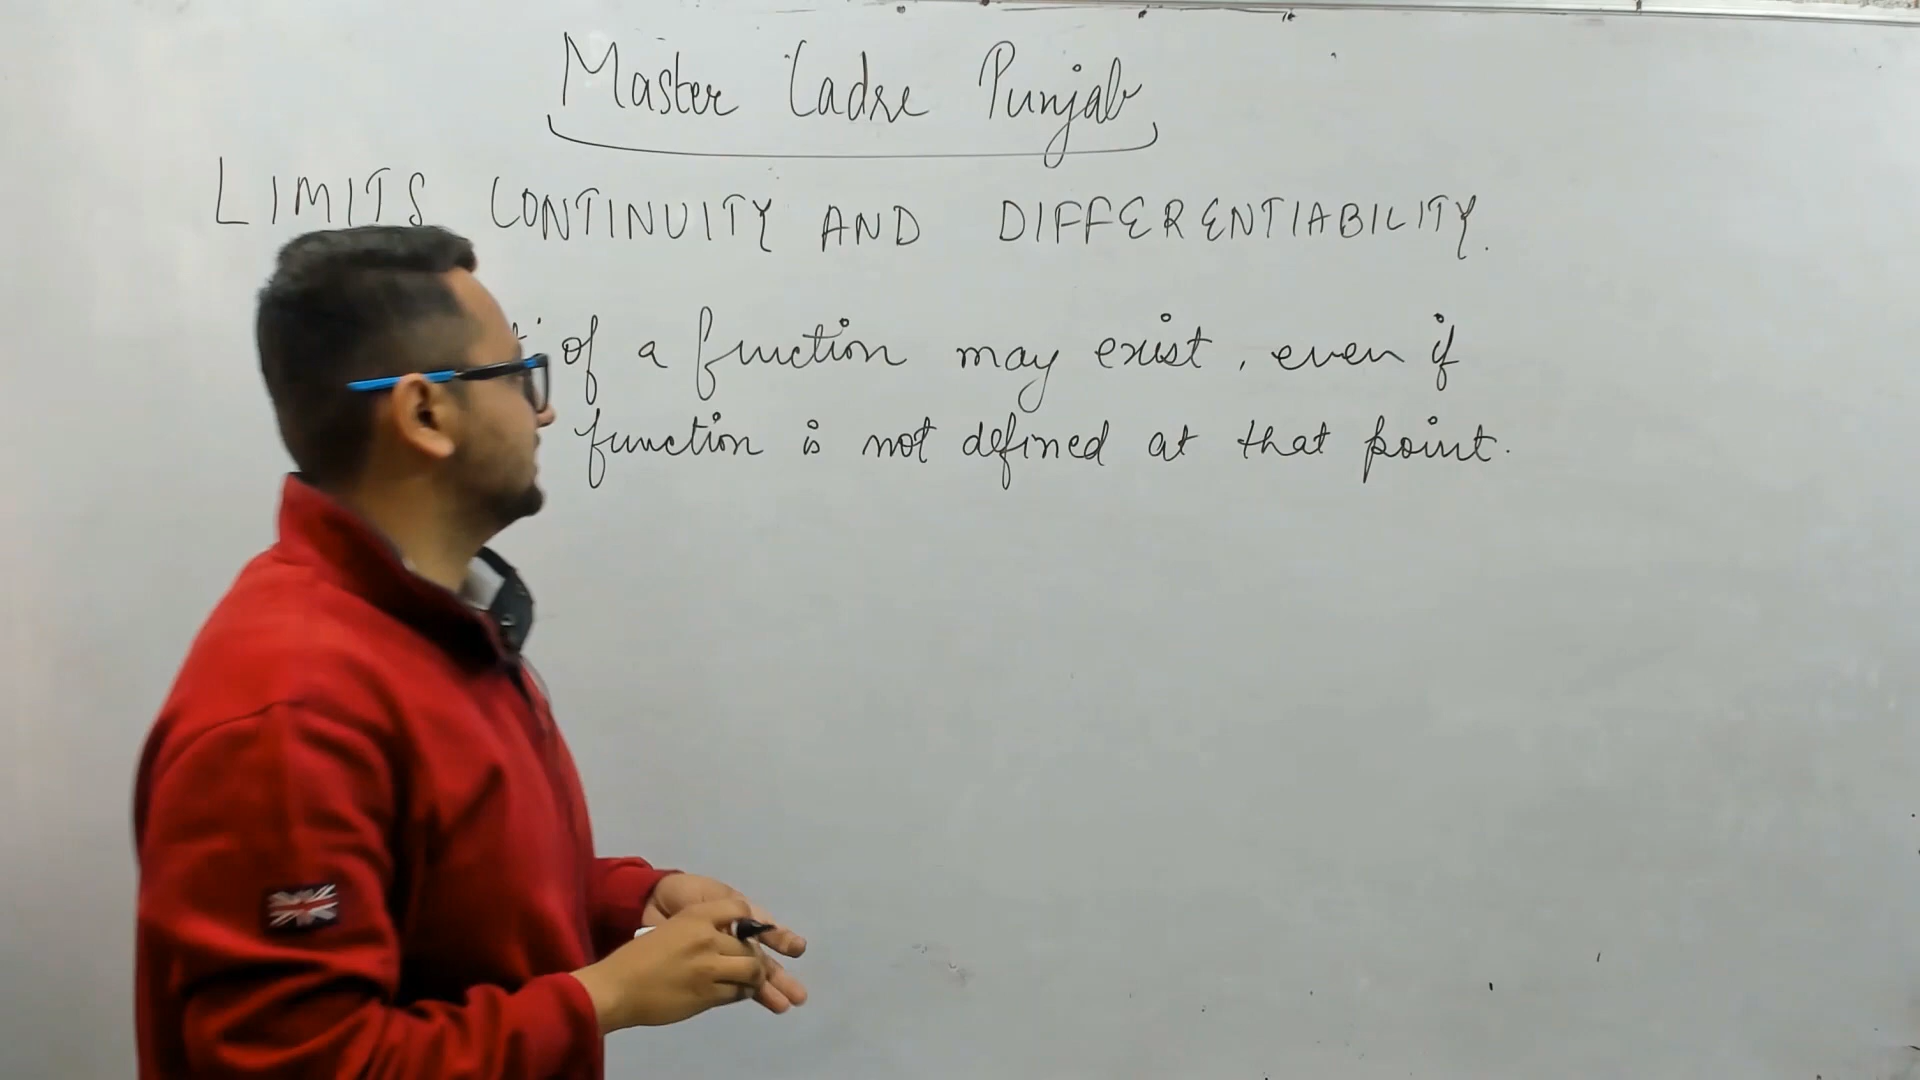 Master Cadre Punjab
LIMITS CONTINUITY AND DIFFERENTIABILITY.
of a function may exist, even if
function is not defined at that point.